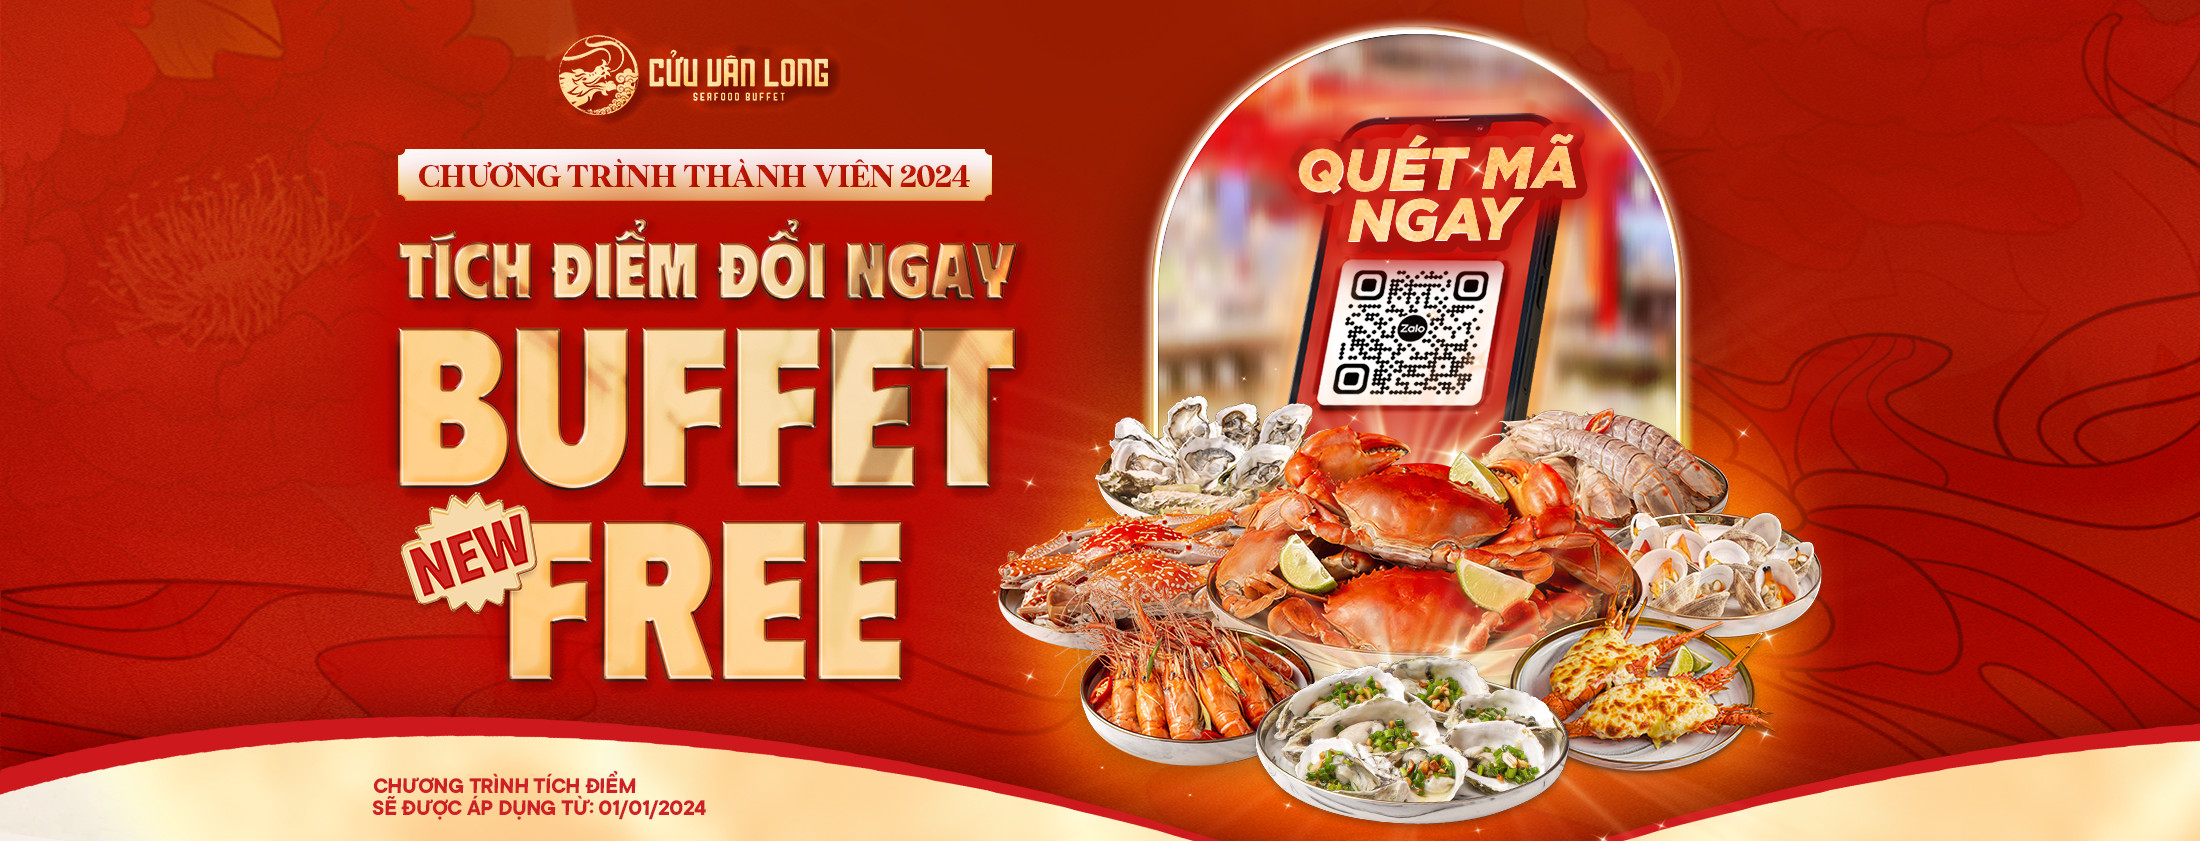 CỬU VÂN LONG
SEAFOOD BUFFET
CHƯƠNG TRÌNH THÀNH VIÊN 2024
TÍCH ĐIỂM ĐỔI NGAY
BUFFET
NEW
FREE
CHƯƠNG TRÌNH TÍCH ĐIỂM
SẼ ĐƯỢC ÁP DỤNG TỪ: 01/01/2024
QUÉT MÃ
NGAY
Zalo